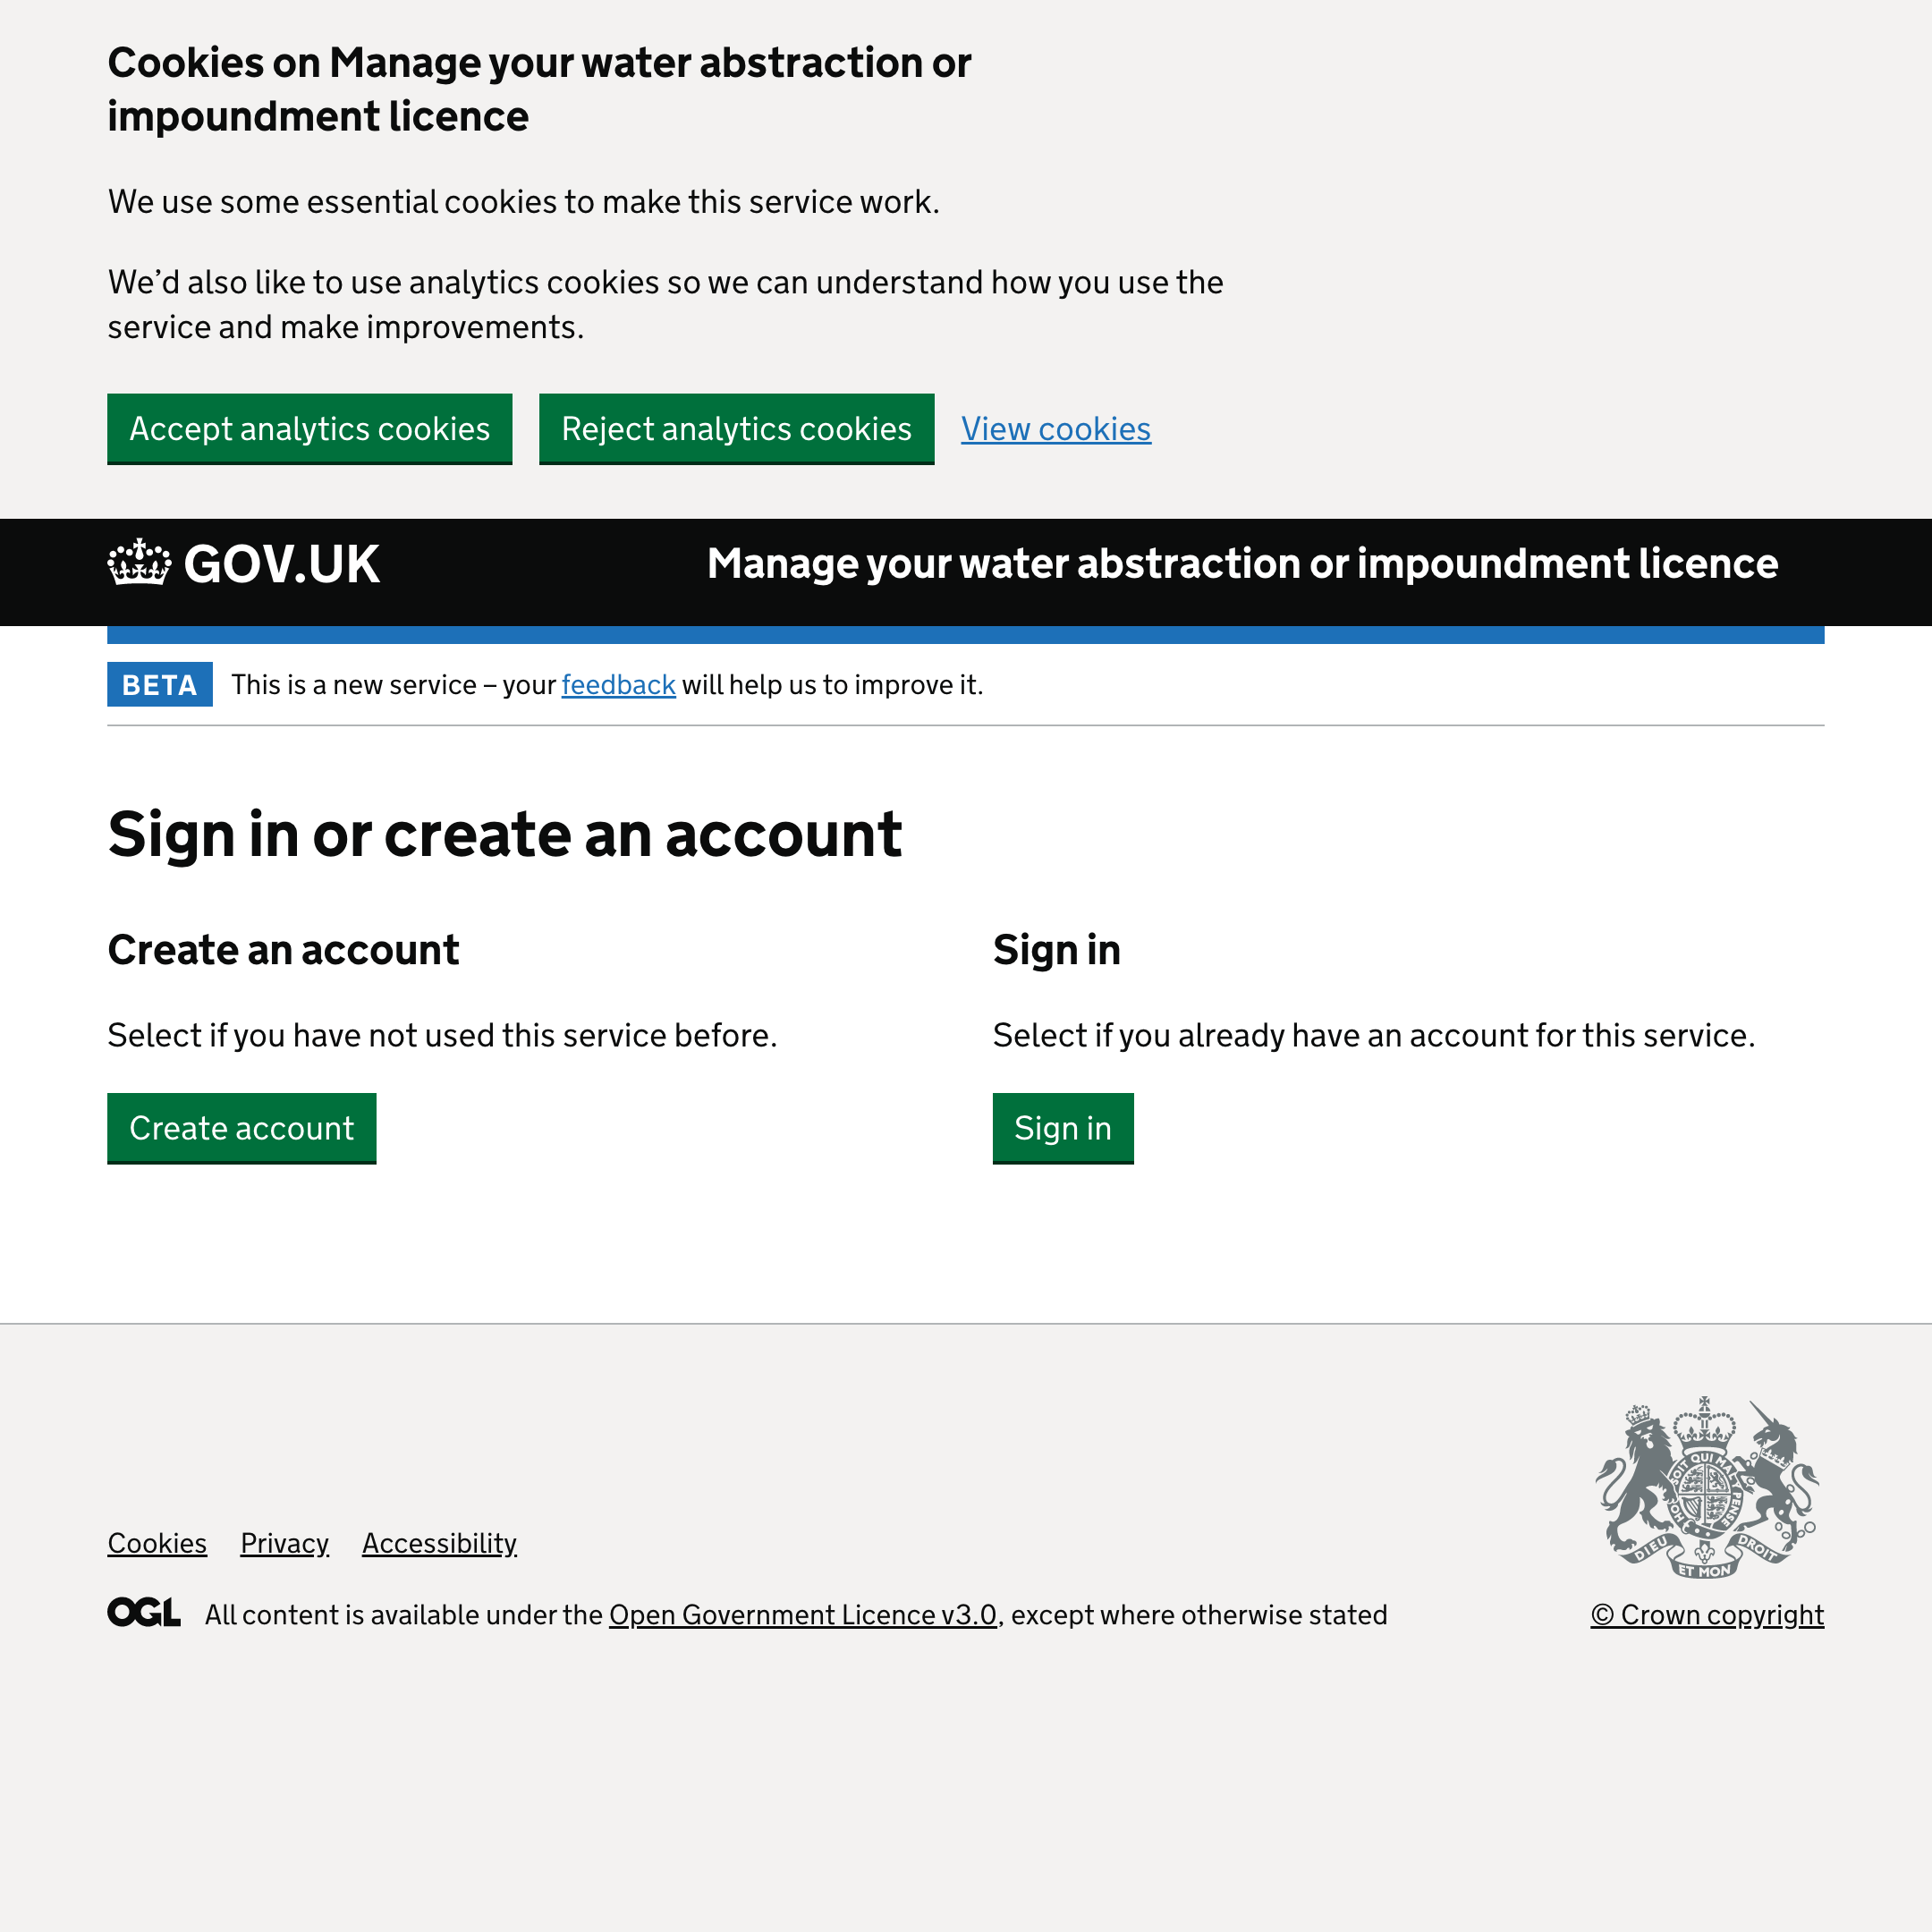 Cookies on Manage your water abstraction or
impoundment licence
We use some essential cookies to make this service work.
We’d also like to use analytics cookies so we can understand how you use the
service and make improvements.
Accept analytics cookies
Reject analytics cookies
View cookies
GOV.UK
Manage your water abstraction or impoundment licence
BETA
This is a new service – your feedback will help us to improve it.
Sign in or create an account
Create an account
Select if you have not used this service before.
Create account
Sign in
Select if you already have an account for this service.
Sign in
Cookies
Privacy
Accessibility
OGL
All content is available under the Open Government Licence v3.0, except where otherwise stated
SOIT QUI MAL Y PENSE
DIEU ET MON DROIT
© Crown copyright